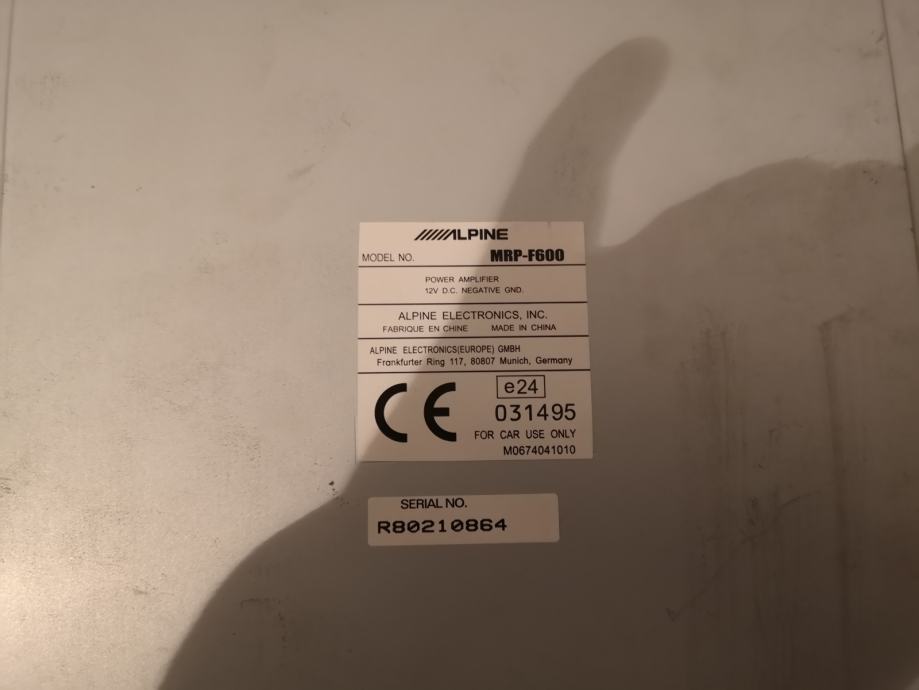 ALPINE
MODEL NO. MRP-F600
POWER AMPLIFIER
12V D.C. NEGATIVE GND.
ALPINE ELECTRONICS, INC.
FABRIQUE EN CHINE MADE IN CHINA
ALPINE ELECTRONICS(EUROPE) GMBH
Frankfurter Ring 117, 80807 Munich, Germany
CE e24
031495
FOR CAR USE ONLY
M0674041010
SERIAL NO.
R80210864